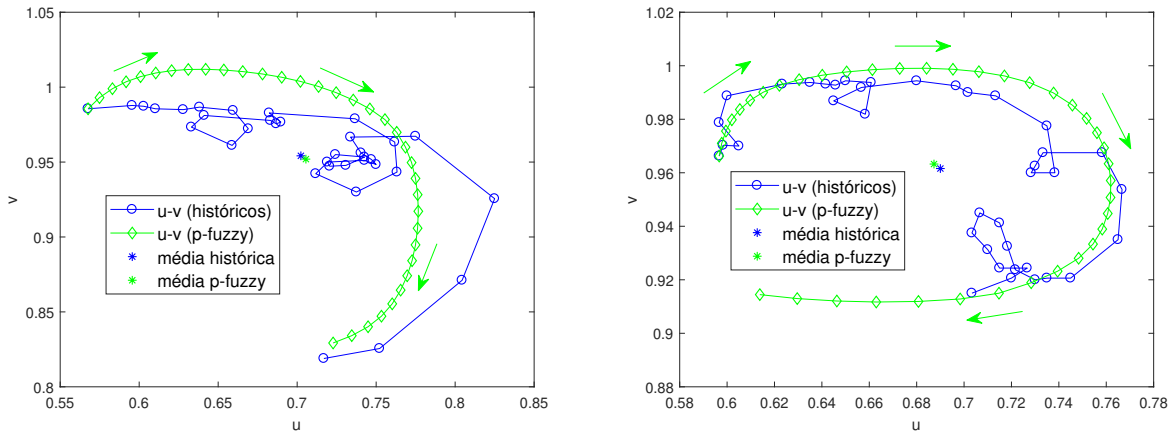 1.05
1
0.95
0.9
0.85
0.8
v
0.55
0.6
0.65
0.7
0.75
0.8
0.85
u
u-v (históricos)
u-v (p-fuzzy)
média histórica
média p-fuzzy
1.02
1
0.98
0.96
0.94
0.92
0.9
0.88
v
0.58
0.6
0.62
0.64
0.66
0.68
0.7
0.72
0.74
0.76
0.78
u
u-v (históricos)
u-v (p-fuzzy)
média histórica
média p-fuzzy